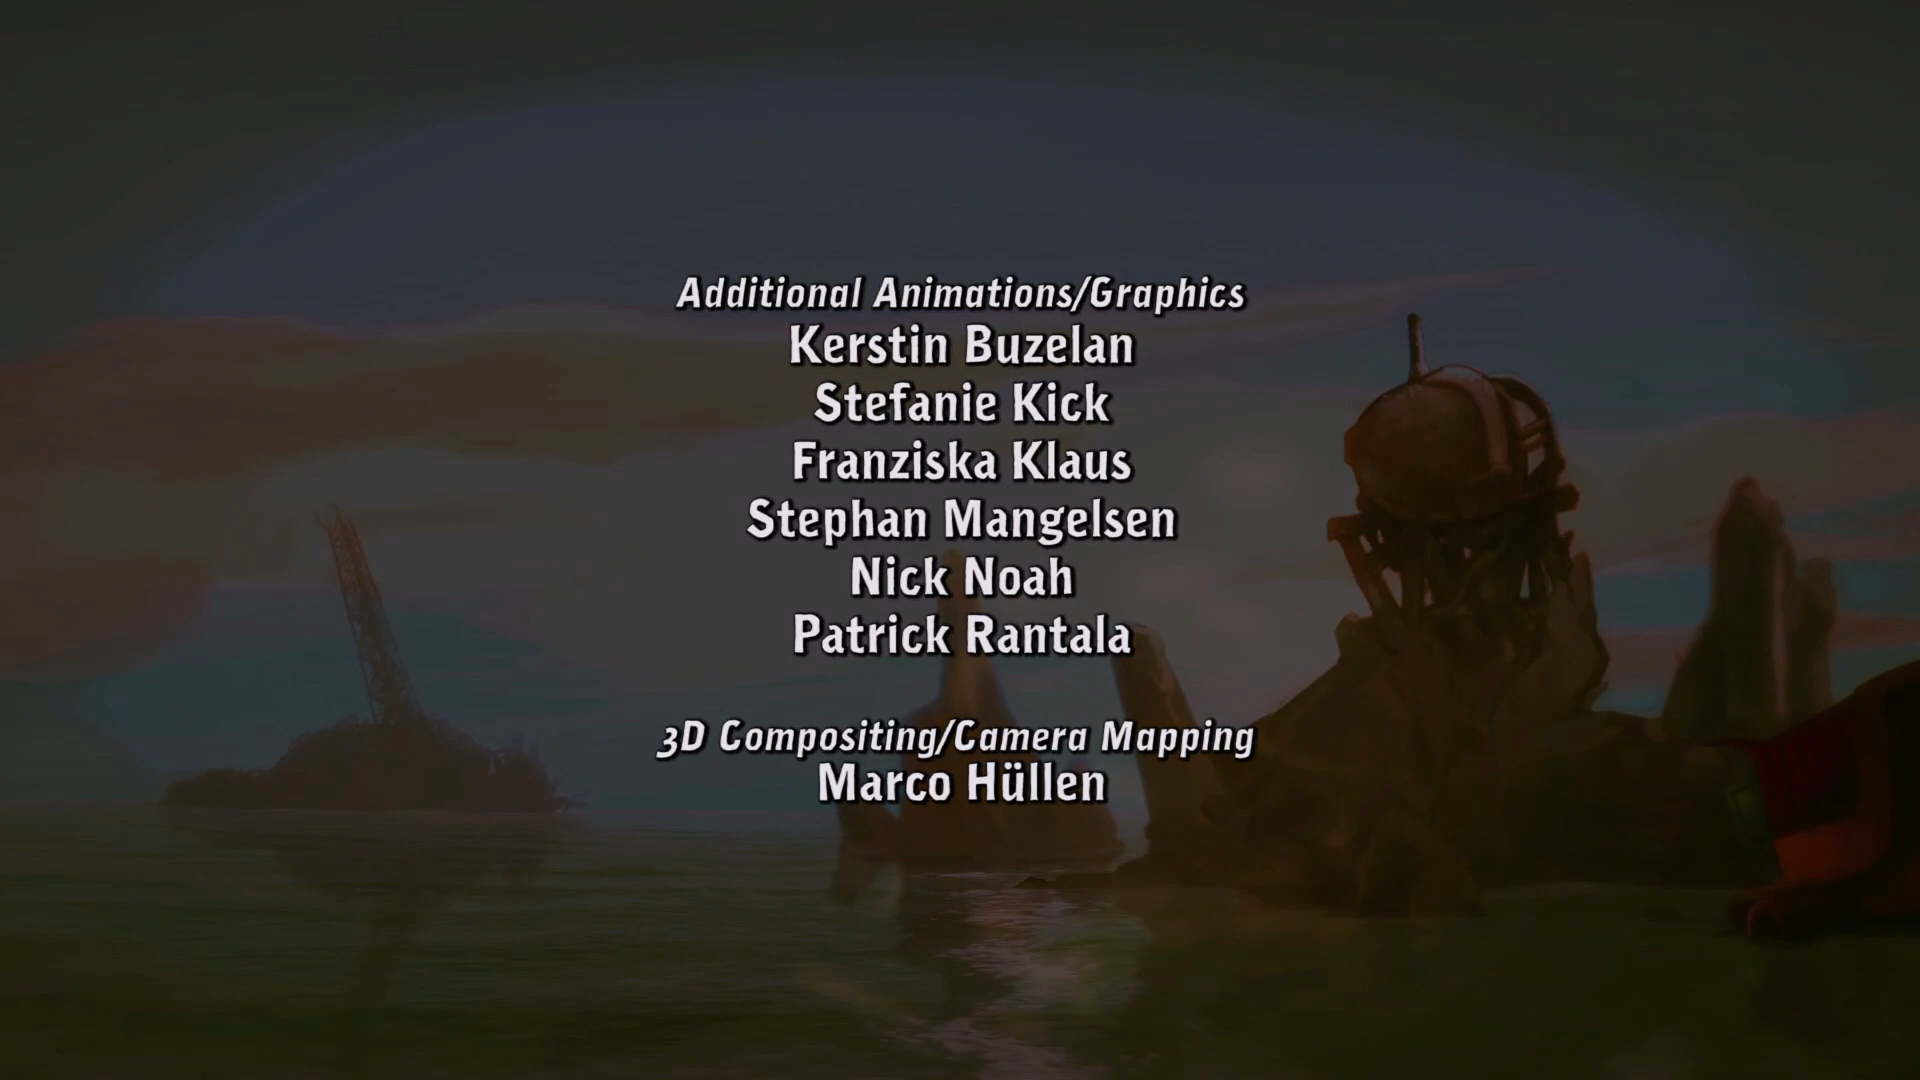 Additional Animations/Graphics
Kerstin Buzelan
Stefanie Kick
Franziska Klaus
Stephan Mangelsen
Nick Noah
Patrick Rantala
3D Compositing/Camera Mapping
Marco Hüllen